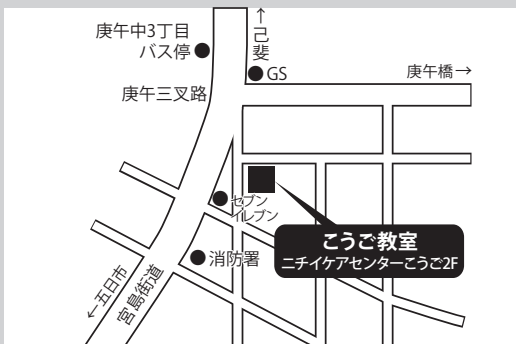 庚午中3丁目
バス停
↑己斐
GS
庚午橋→
庚午三叉路
セブン
イレブン
こうご教室
ニチイケアセンターこうご2F
消防署
←五日市
宮島街道